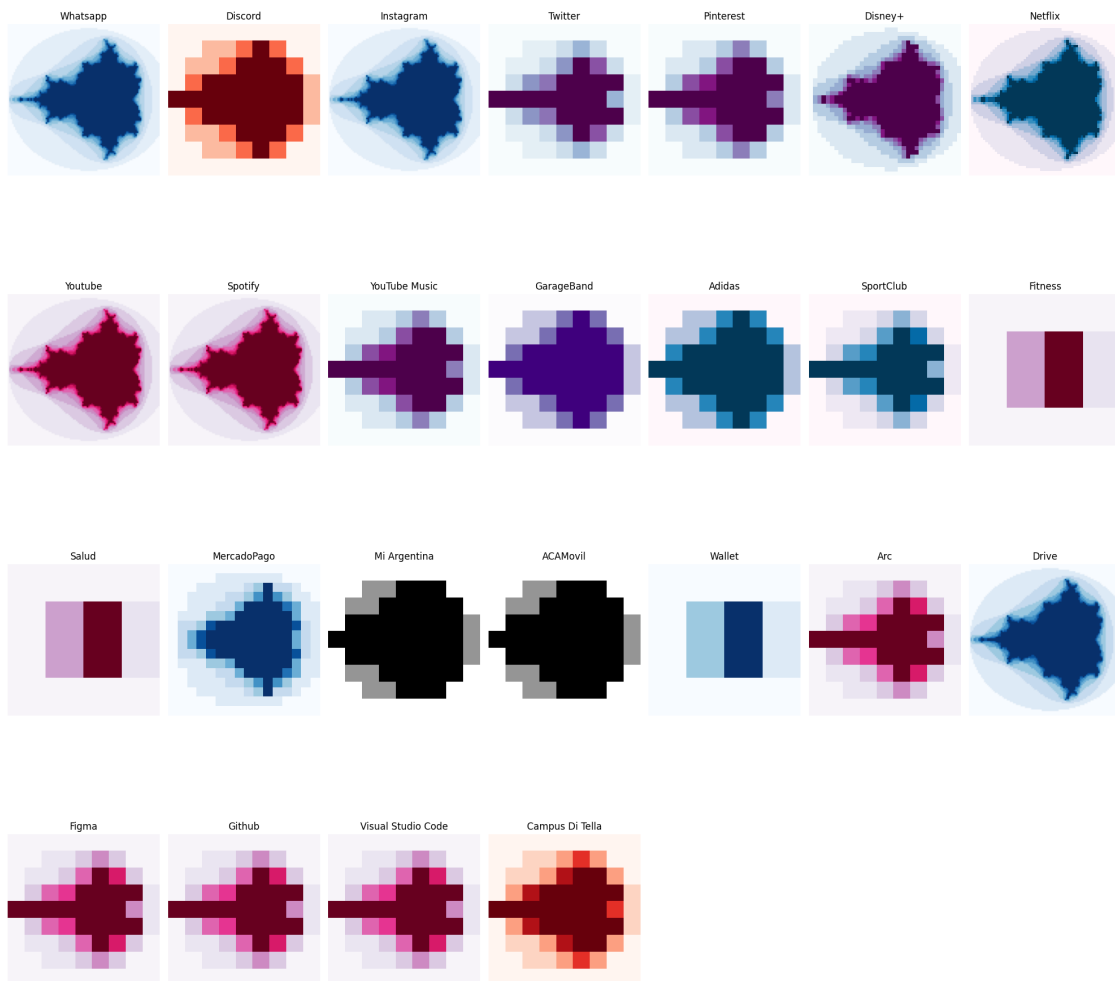 Whatsapp
Discord
Instagram
Twitter
Pinterest
Disney+
Netflix
Youtube
Spotify
YouTube Music
GarageBand
Adidas
SportClub
Fitness
Salud
MercadoPago
Mi Argentina
ACAMovil
Wallet
Arc
Drive
Figma
Github
Visual Studio Code
Campus Di Tella